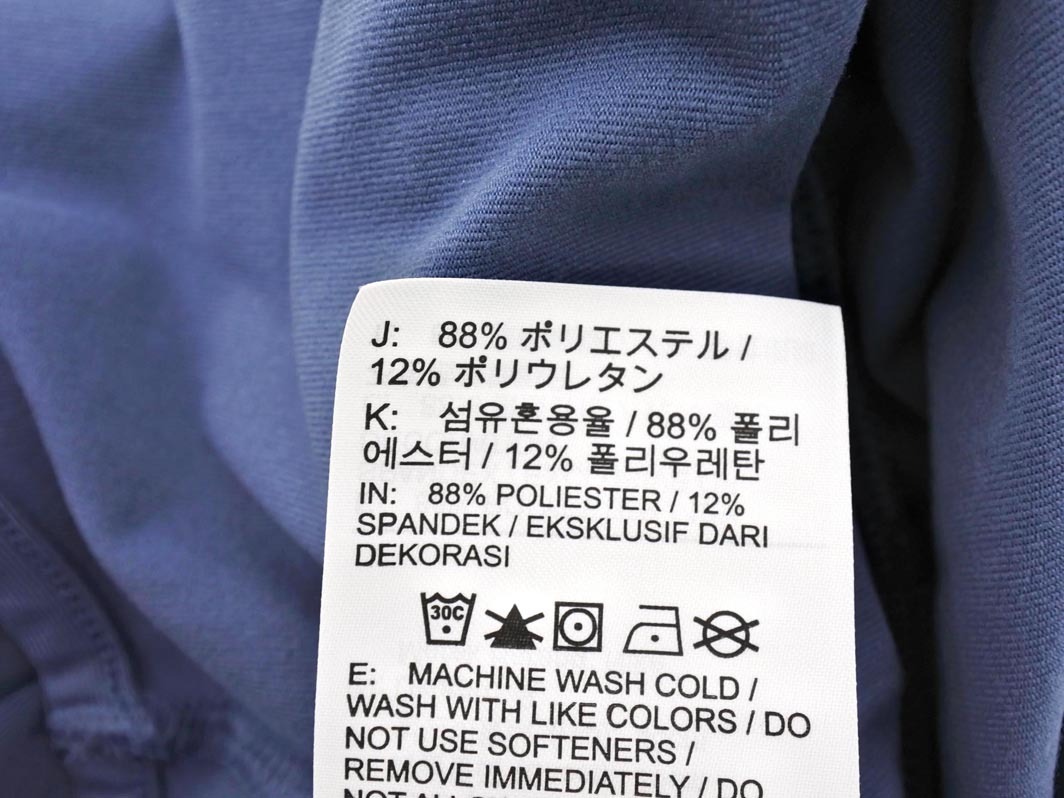 J: 88% ポリエステル /
12% ポリウレタン
K: 섬유혼용율 / 88% 폴리
에스터 / 12% 폴리우레탄
IN: 88% POLIESTER / 12%
SPANDEK / EKSKLUSIF DARI
DEKORASI
30C
E: MACHINE WASH COLD /
WASH WITH LIKE COLORS / DO
NOT USE SOFTENERS /
REMOVE IMMEDIATELY / DO